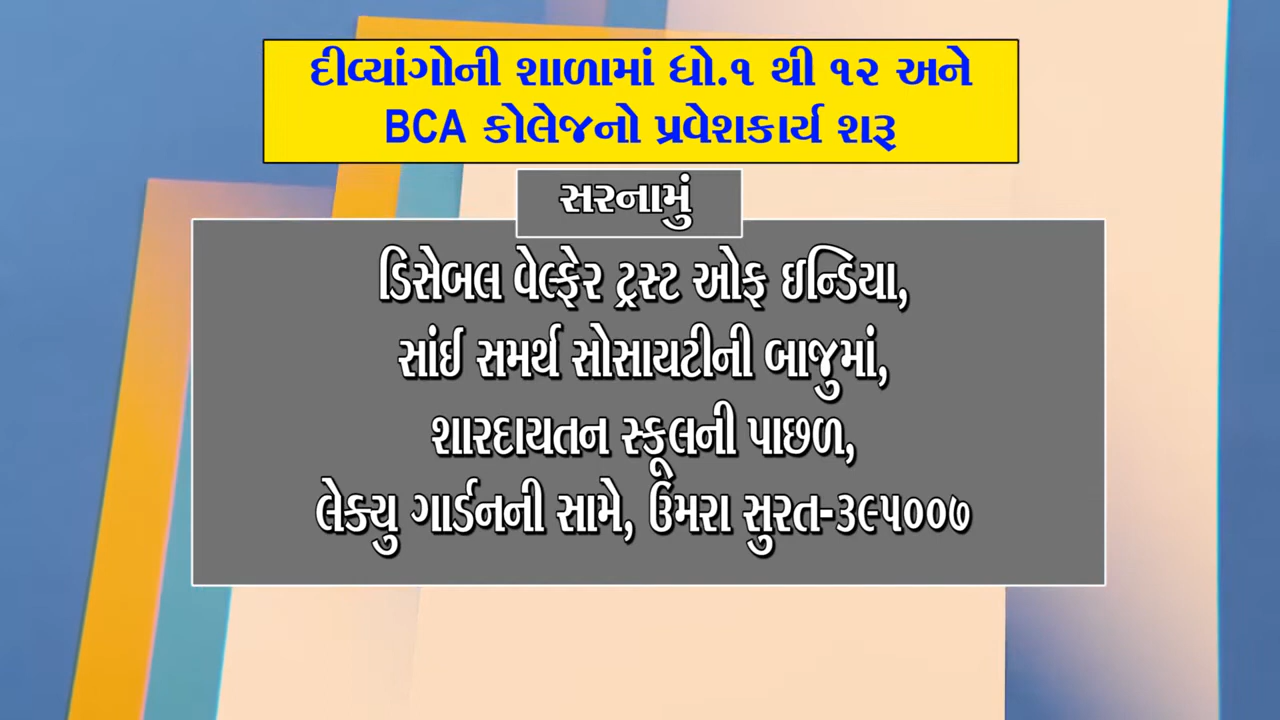 દીવ્યાંગોની શાળામાં ધો.૧ થી ૧૨ અને
BCA કોલેજનો પ્રવેશકાર્ય શરૂ
સરનામું
ડિસેબલ વેલ્ફેર ટ્રસ્ટ ઓફ ઇન્ડિયા,
સાંઈ સમર્થ સોસાયટીની બાજુમાં,
શારદાયતન સ્કૂલની પાછળ,
લેક્યુ ગાર્ડનની સામે, ઉંમરા સુરત-૩૯૫૦૦૭